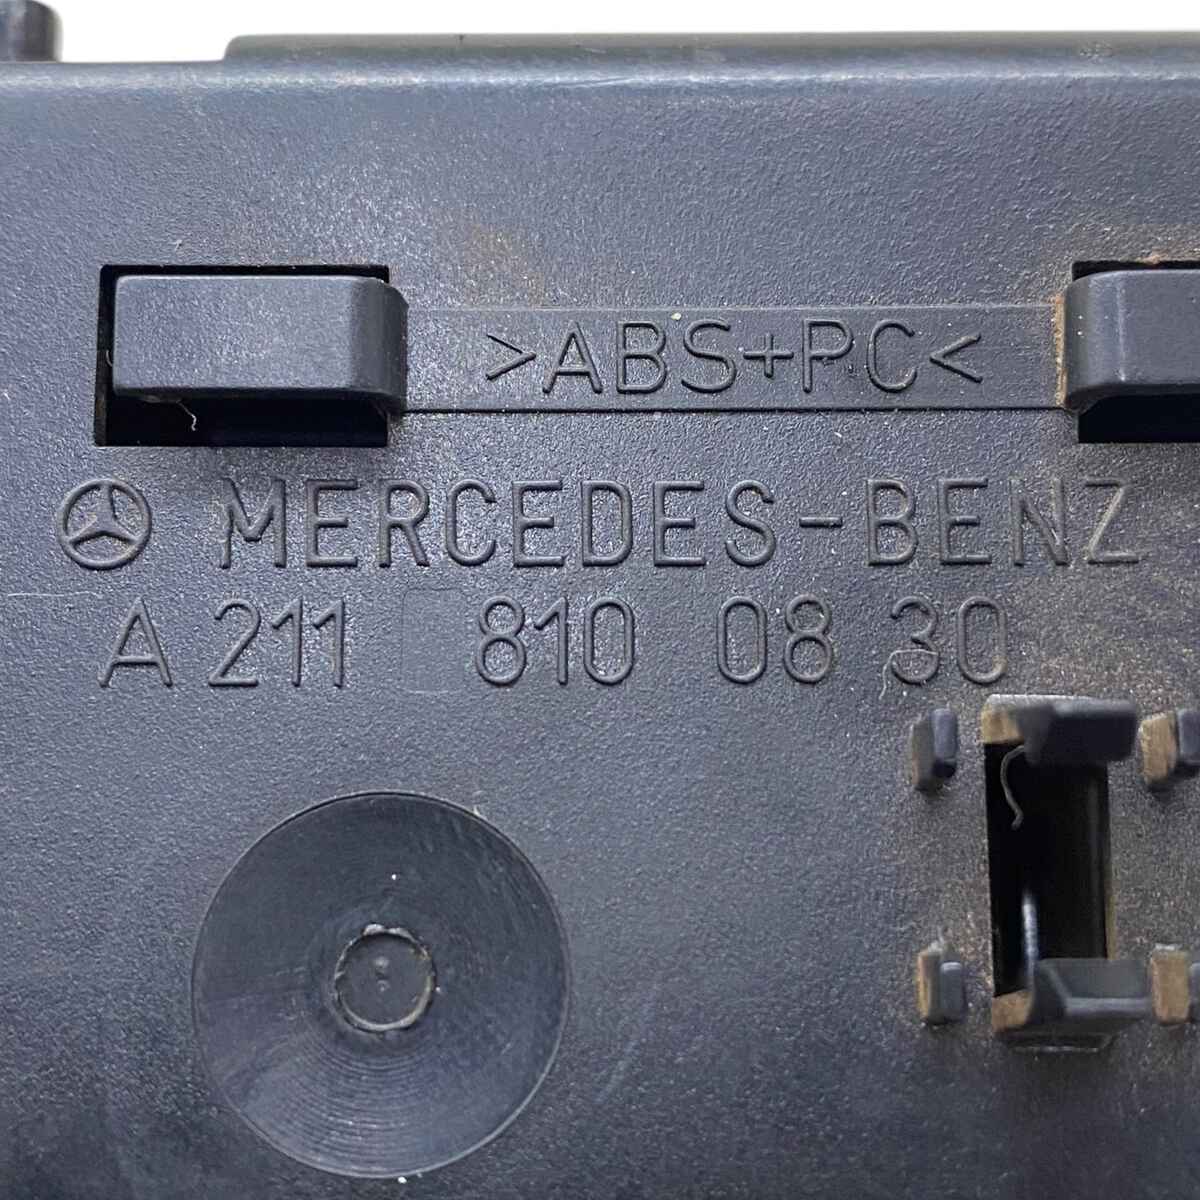 >ABS+PC<
MERCEDES-BENZ
A 211 810 08 30